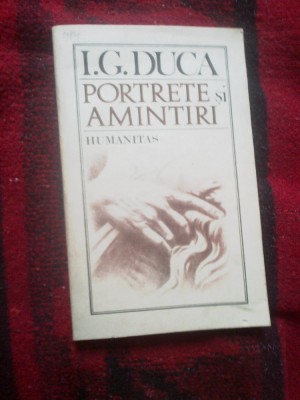 I.G. DUCA
PORTRETE și
AMINTIRI
HUMANITAS